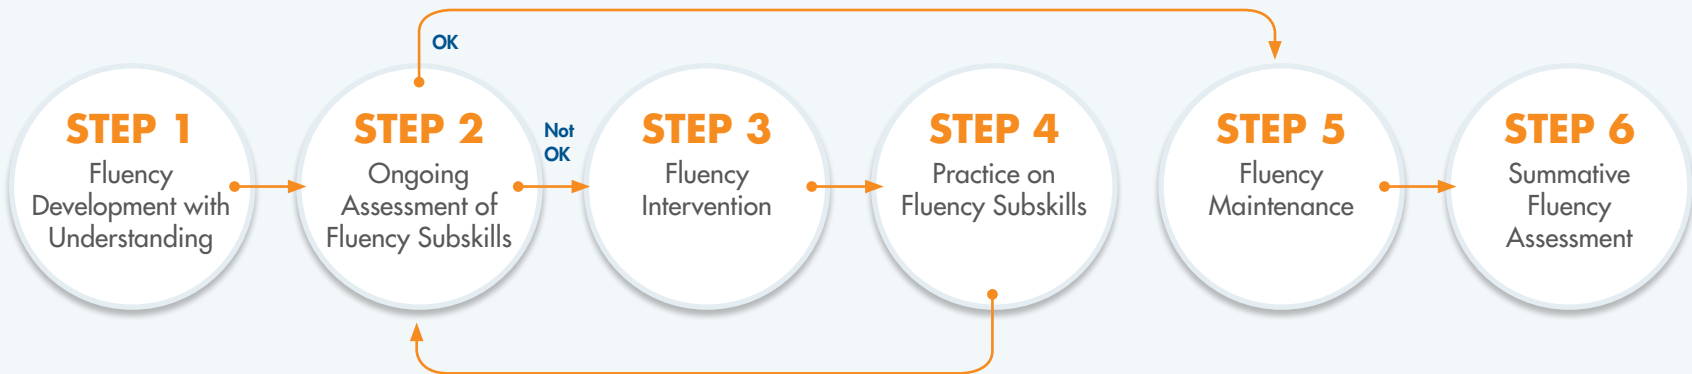 OK
STEP 1
Fluency
Development with
Understanding
STEP 2
Ongoing
Assessment of
Fluency Subskills
Not
OK
STEP 3
Fluency
Intervention
STEP 4
Practice on
Fluency Subskills
STEP 5
Fluency
Maintenance
STEP 6
Summative
Fluency
Assessment